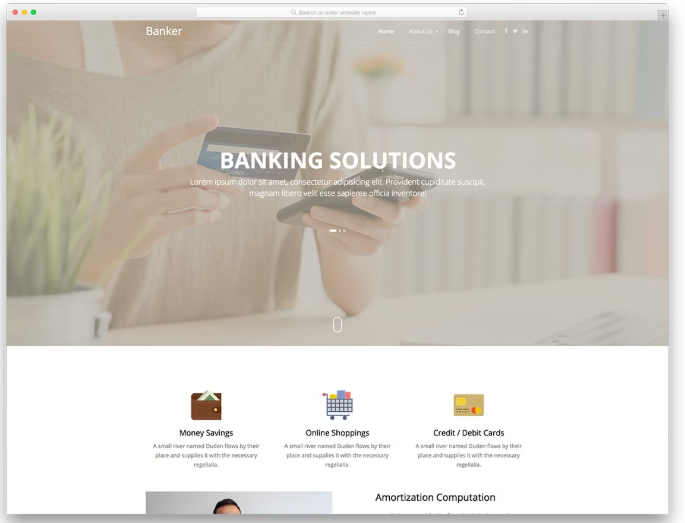 Search or enter website name
Banker
Home About Us Blog Contact
BANKING SOLUTIONS
Lorem ipsum dolor sit amet, consectetur adipisicing elit. Provident cupiditate suscipit,
magnam libero velit esse sapiente officia inventore!
Money Savings
A small river named Duden flows by their
place and supplies it with the necessary
regelialia.
Online Shoppings
A small river named Duden flows by their
place and supplies it with the necessary
regelialia.
Credit / Debit Cards
A small river named Duden flows by their
place and supplies it with the necessary
regelialia.
Amortization Computation